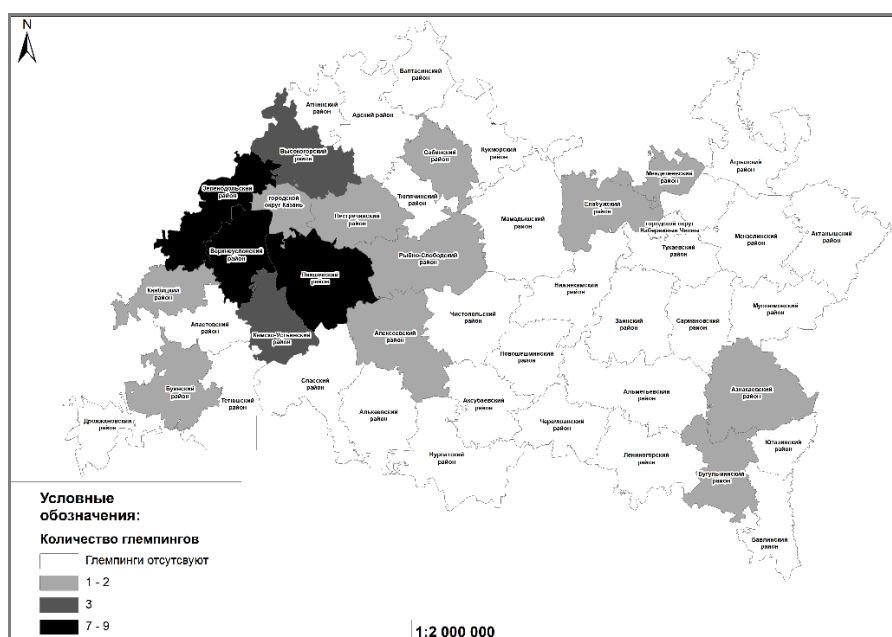 N
Балтасинский
район
Атнинский
район
Арский район
Высокогорский
район
Сабинский
район
Кукморский
район
Менделеевский
район
Агрызский
район
Зеленодольский
район
городской
округ Казань
Пестречинский
район
Тюлячинский
район
Мамадышский
район
Елабужский
район
городской округ
Набережные Челны
Тукаевский
район
Мензелинский
район
Актанышский
район
Верхнеуслонский
район
Лаишевский
район
Рыбно-Слободский
район
Кайбицкий
район
Нижнекамский
район
Муслюмовский
район
Апастовский
район
Камско-Устьинский
район
Алексеевский
район
Чистопольский
район
Заинский
район
Сармановский
район
Новошешминский
район
Буинский
район
Тетюшский
район
Спасский
район
Альметьевский
район
Азнакаевский
район
Дрожжановский
район
Алькеевский
район
Аксубаевский
район
Черемшанский
район
Нурлатский
район
Лениногорский
район
Ютазинский
район
Бугульминский
район
Бавлинский
район
Условные
обозначения:
Количество глемпингов
Глемпинги отсутсвуют
1 - 2
3
7 - 9
1:2 000 000